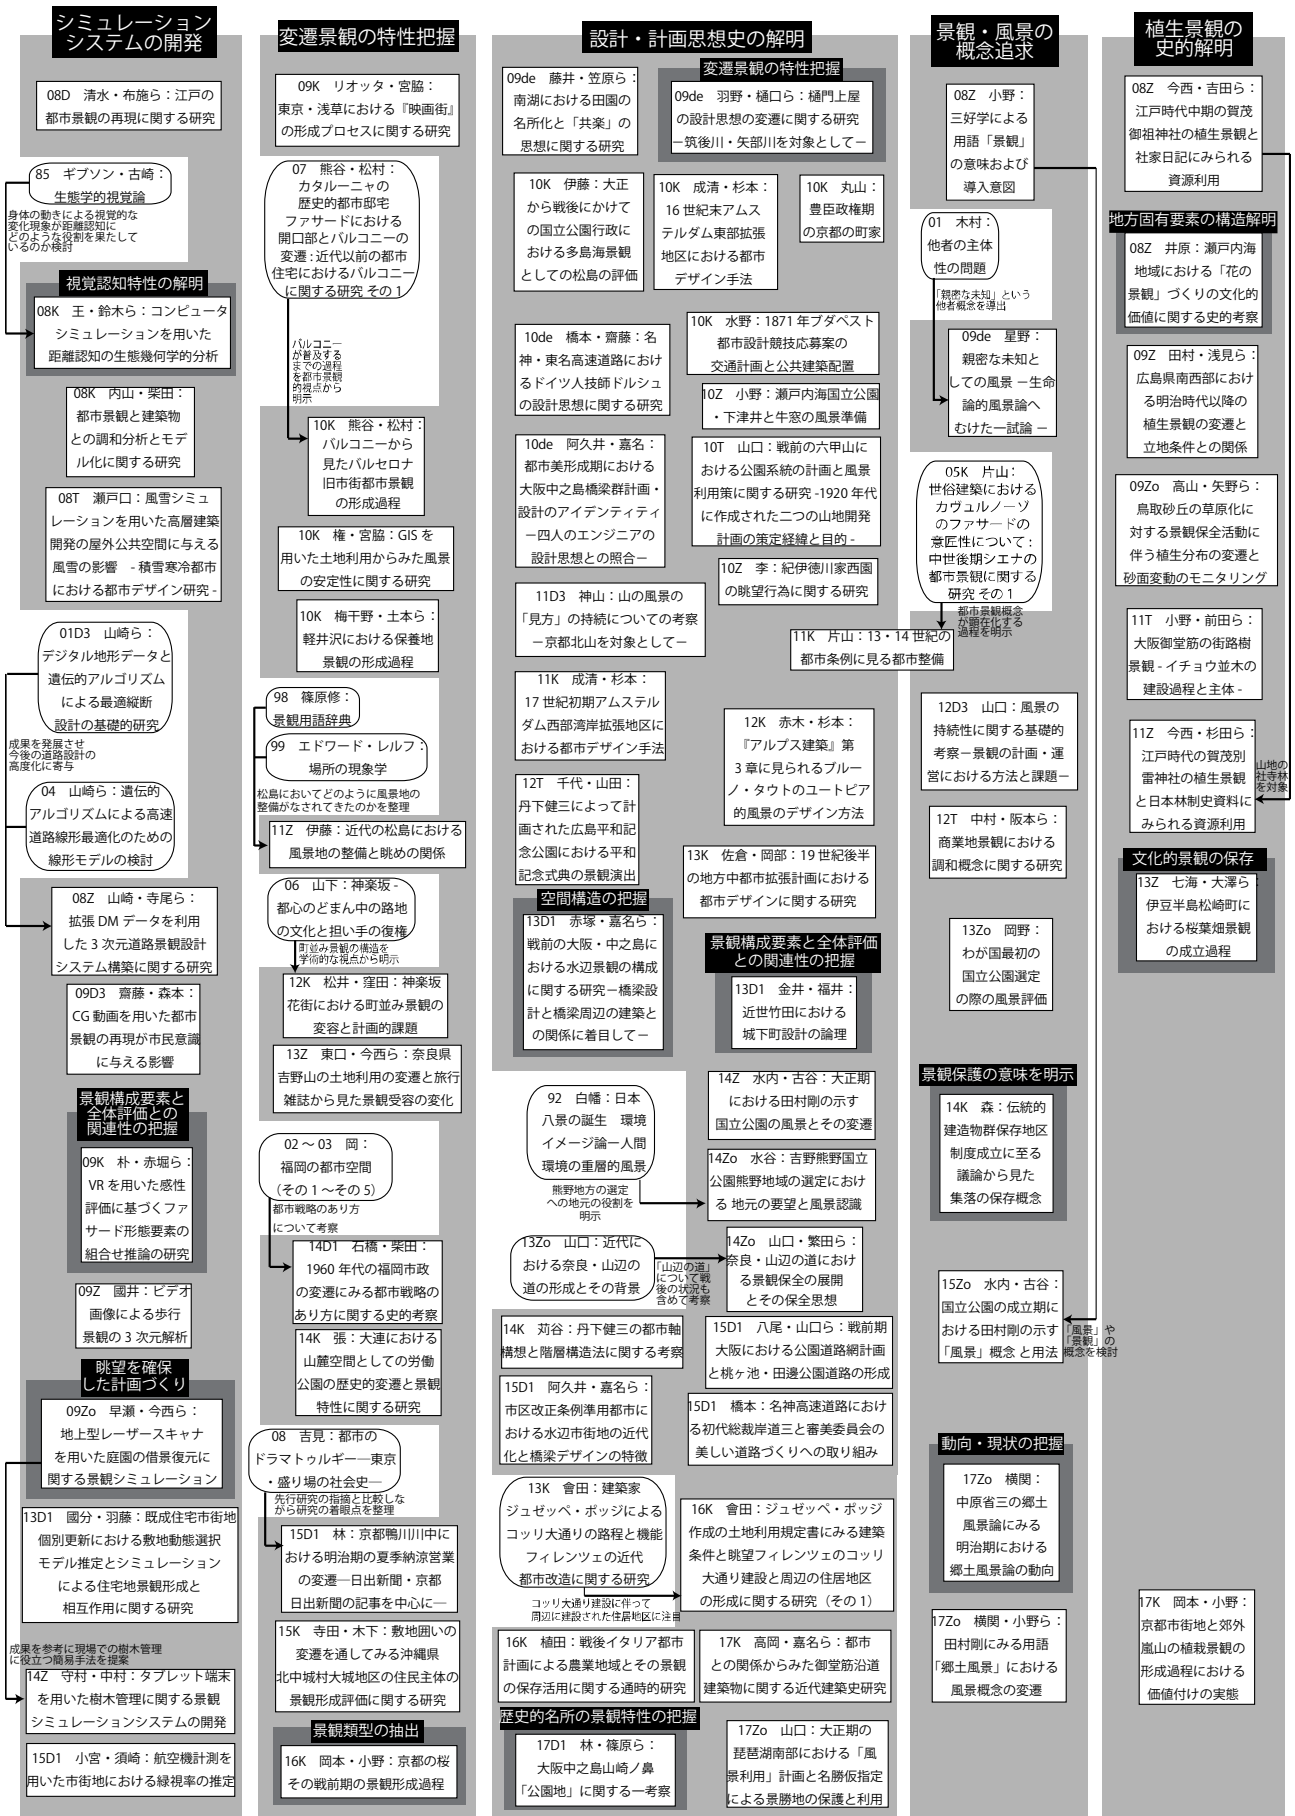 シミュレーション
システムの開発
08D　清水・布施ら：江戸の
都市景観の再現に関する研究
85　ギブソン・古崎：
生態学的視覚論
身体の動きによる視覚的な
変化現象が距離認知に
どのような役割を果たして
いるのか検討
視覚認知特性の解明
08K　王・鈴木ら：コンピュータ
シミュレーションを用いた
距離認知の生態幾何学的分析
08K　内山・柴田：
都市景観と建築物
との調和分析とモデ
ル化に関する研究
08T　瀬戸口：風雪シミュ
レーションを用いた高層建築
開発の屋外公共空間に与える
風雪の影響　- 積雪寒冷都市
における都市デザイン研究 -
01D3　山崎ら：
デジタル地形データと
遺伝的アルゴリズム
による最適縦断
設計の基礎的研究
成果を発展させ
今後の道路設計の
高度化に寄与
04　山崎ら：遺伝的
アルゴリズムによる高速
道路線形最適化のための
線形モデルの検討
08Z　山崎・寺尾ら：
拡張 DM データを利用
した 3 次元道路景観設計
システム構築に関する研究
09D3　齋藤・森本：
CG 動画を用いた都市
景観の再現が市民意識
に与える影響
景観構成要素と
全体評価との
関連性の把握
09K　朴・赤堀ら：
VR を用いた感性
評価に基づくファ
サード形態要素の
組合せ推論の研究
09Z　國井：ビデオ
画像による歩行
景観の 3 次元解析
眺望を確保
した計画づくり
09Zo　早瀬・今西ら：
地上型レーザースキャナ
を用いた庭園の借景復元に
関する景観シミュレーション
13D1　國分・羽藤：既成住宅市街地
個別更新における敷地動態選択
モデル推定とシミュレーション
による住宅地景観形成と
相互作用に関する研究
成果を参考に現場での樹木管理
に役立つ簡易手法を提案
14Z　守村・中村：タブレット端末
を用いた樹木管理に関する景観
シミュレーションシステムの開発
15D1　小宮・須崎：航空機計測を
用いた市街地における緑視率の推定
変遷景観の特性把握
09K　リオッタ・宮脇：
東京・浅草における『映画街』
の形成プロセスに関する研究
07　熊谷・松村：
カタルーニャの
歴史的都市邸宅
ファサードにおける
開口部とバルコニーの
変遷：近代以前の都市
住宅におけるバルコニー
に関する研究 その 1
バルコニー
が普及する
までの過程
を都市景観
的視点から
明示
10K　熊谷・松村：
バルコニーから
見たバルセロナ
旧市街都市景観
の形成過程
10K　権・宮脇：GIS を
用いた土地利用からみた風景
の安定性に関する研究
10K　梅干野・土本ら：
軽井沢における保養地
景観の形成過程
98　篠原修：
景観用語辞典
99　エドワード・レルフ：
場所の現象学
松島においてどのように風景地の
整備がなされてきたのかを整理
11Z　伊藤：近代の松島における
風景地の整備と眺めの関係
06　山下：神楽坂 -
都心のどまん中の路地
の文化と担い手の復権
町並み景観の構造を
学術的な視点から明示
12K　松井・窪田：神楽坂
花街における町並み景観の
変容と計画的課題
13Z　東口・今西ら：奈良県
吉野山の土地利用の変遷と旅行
雑誌から見た景観受容の変化
02 〜 03　岡：
福岡の都市空間
（その 1 〜その 5）
都市戦略のあり方
について考察
14D1　石橋・柴田：
1960 年代の福岡市政
の変遷にみる都市戦略の
あり方に関する史的考察
14K　張：大連における
山麓空間としての労働
公園の歴史的変遷と景観
特性に関する研究
08　吉見：都市の
ドラマトゥルギー―東京
・盛り場の社会史―
先行研究の指摘と比較しな
がら研究の着眼点を整理
15D1　林：京都鴨川川中に
おける明治期の夏季納涼営業
の変遷―日出新聞・京都
日出新聞の記事を中心に―
15K　寺田・木下：敷地囲いの
変遷を通してみる沖縄県
北中城村大城地区の住民主体の
景観形成評価に関する研究
景観類型の抽出
16K　岡本・小野：京都の桜
その戦前期の景観形成過程
設計・計画思想史の解明
09de　藤井・笠原ら：
南湖における田園の
名所化と「共楽」の
思想に関する研究
変遷景観の特性把握
09de　羽野・樋口ら：樋門上屋
の設計思想の変遷に関する研究
－筑後川・矢部川を対象として－
10K　伊藤：大正
から戦後にかけて
の国立公園行政に
おける多島海景観
としての松島の評価
10K　成清・杉本：
16 世紀末アムス
テルダム東部拡張
地区における都市
デザイン手法
10K　丸山：
豊臣政権期
の京都の町家
10de　橋本・齋藤：名
神・東名高速道路におけ
るドイツ人技師ドルシュ
の設計思想に関する研究
10K　水野：1871 年ブダペスト
都市設計競技応募案の
交通計画と公共建築配置
10Z　小野：瀬戸内海国立公園
・下津井と牛窓の風景準備
10de　阿久井・嘉名：
都市美形成期における
大阪中之島橋梁群計画・
設計のアイデンティティ
－四人のエンジニアの
設計思想との照合－
10T　山口：戦前の六甲山に
おける公園系統の計画と風景
利用策に関する研究 -1920 年代
に作成された二つの山地開発
計画の策定経緯と目的 -
10Z　李：紀伊徳川家西園
の眺望行為に関する研究
11D3　神山：山の風景の
「見方」の持続についての考察
－京都北山を対象として－
11K　片山：13・14 世紀の
都市条例に見る都市整備
11K　成清・杉本：
17 世紀初期アムステル
ダム西部湾岸拡張地区に
おける都市デザイン手法
12K　赤木・杉本：
『アルプス建築』第
3 章に見られるブルー
ノ・タウトのユートピア
的風景のデザイン方法
12T　千代・山田：
丹下健三によって計
画された広島平和記
念公園における平和
記念式典の景観演出
13K　佐倉・岡部：19 世紀後半
の地方中都市拡張計画における
都市デザインに関する研究
空間構造の把握
13D1　赤塚・嘉名ら：
戦前の大阪・中之島に
おける水辺景観の構成
に関する研究－橋梁設
計と橋梁周辺の建築と
の関係に着目して－
景観構成要素と全体評価
との関連性の把握
13D1　金井・福井：
近世竹田における
城下町設計の論理
92　白幡：日本
八景の誕生　環境
イメージ論ー人間
環境の重層的風景
熊野地方の選定
への地元の役割を
明示
14Z　水内・古谷：大正期
における田村剛の示す
国立公園の風景とその変遷
14Zo　水谷：吉野熊野国立
公園熊野地域の選定におけ
る 地元の要望と風景認識
13Zo　山口：近代に
おける奈良・山辺の
道の形成とその背景
「山辺の道」
について戦
後の状況も
含めて考察
14Zo　山口・繁田ら：
奈良・山辺の道におけ
る景観保全の展開
とその保全思想
14K　苅谷：丹下健三の都市軸
構想と階層構造法に関する考察
15D1　八尾・山口ら：戦前期
大阪における公園道路網計画
と桃ヶ池・田邊公園道路の形成
15D1　阿久井・嘉名ら：
市区改正条例準用都市に
おける水辺市街地の近代
化と橋梁デザインの特徴
15D1　橋本：名神高速道路におけ
る初代総裁岸道三と審美委員会の
美しい道路づくりへの取り組み
13K　會田：建築家
ジュゼッペ・ポッジによる
コッリ大通りの路程と機能
フィレンツェの近代
都市改造に関する研究
コッリ大通り建設に伴って
周辺に建設された住居地区に注目
16K　會田：ジュゼッペ・ポッジ
作成の土地利用規定書にみる建築
条件と眺望フィレンツェのコッリ
大通り建設と周辺の住居地区
の形成に関する研究（その 1）
16K　植田：戦後イタリア都市
計画による農業地域とその景観
の保存活用に関する通時的研究
17K　高岡・嘉名ら：都市
との関係からみた御堂筋沿道
建築物に関する近代建築史研究
歴史的名所の景観特性の把握
17D1　林・篠原ら：
大阪中之島山崎ノ鼻
「公園地」に関する一考察
17Zo　山口：大正期の
琵琶湖南部における「風
景利用」計画と名勝仮指定
による景勝地の保護と利用
景観・風景の
概念追求
08Z　小野：
三好学による
用語「景観」
の意味および
導入意図
01　木村：
他者の主体
性の問題
「親密な未知」という
他者概念を導出
09de　星野：
親密な未知と
しての風景 －生命
論的風景論へ
むけた一試論 －
05K　片山：
世俗建築における
カヴェルノーゾ
のファサードの
意匠性について：
中世後期シエナの
都市景観に関する
研究 その 1
都市景観概念
が顕在化する
過程を明示
12D3　山口：風景の
持続性に関する基礎的
考察－景観の計画・運
営における方法と課題－
12T　中村・阪本ら：
商業地景観における
調和概念に関する研究
13Zo　岡野：
わが国最初の
国立公園選定
の際の風景評価
景観保護の意味を明示
14K　森：伝統的
建造物群保存地区
制度成立に至る
議論から見た
集落の保存概念
15Zo　水内・古谷：
国立公園の成立期に
おける田村剛の示す
「風景」概念 と用法
「風景」や
「景観」の
概念を検討
動向・現状の把握
17Zo　横関：
中原省三の郷土
風景論にみる
明治期における
郷土風景論の動向
17Zo　横関・小野ら：
田村剛にみる用語
「郷土風景」における
風景概念の変遷
植生景観の
史的解明
08Z　今西・吉田ら：
江戸時代中期の賀茂
御祖神社の植生景観と
社家日記にみられる
資源利用
地方固有要素の構造解明
08Z　井原：瀬戸内海
地域における「花の
景観」づくりの文化的
価値に関する史的考察
09Z　田村・浅見ら：
広島県南西部におけ
る明治時代以降の
植生景観の変遷と
立地条件との関係
09Zo　高山・矢野ら：
鳥取砂丘の草原化に
対する景観保全活動に
伴う植生分布の変遷と
砂面変動のモニタリング
11T　小野・前田ら：
大阪御堂筋の街路樹
景観 - イチョウ並木の
建設過程と主体 -
11Z　今西・杉田ら：
江戸時代の賀茂別
雷神社の植生景観
と日本林制史資料に
みられる資源利用
山地の
社寺林
を対象
文化的景観の保存
13Z　七海・大澤ら：
伊豆半島松崎町に
おける桜葉畑景観
の成立過程
17K　岡本・小野：
京都市街地と郊外
嵐山の植栽景観の
形成過程における
価値付けの実態